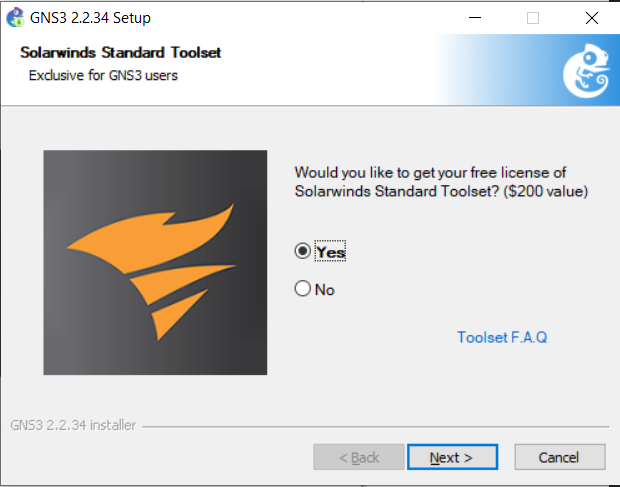 GNS3 2.2.34 Setup
Solarwinds Standard Toolset
Exclusive for GNS3 users
Would you like to get your free license of
Solarwinds Standard Toolset? ($200 value)
Yes
No
Toolset F.A.Q
GNS3 2.2.34 installer
< Back
Next >
Cancel